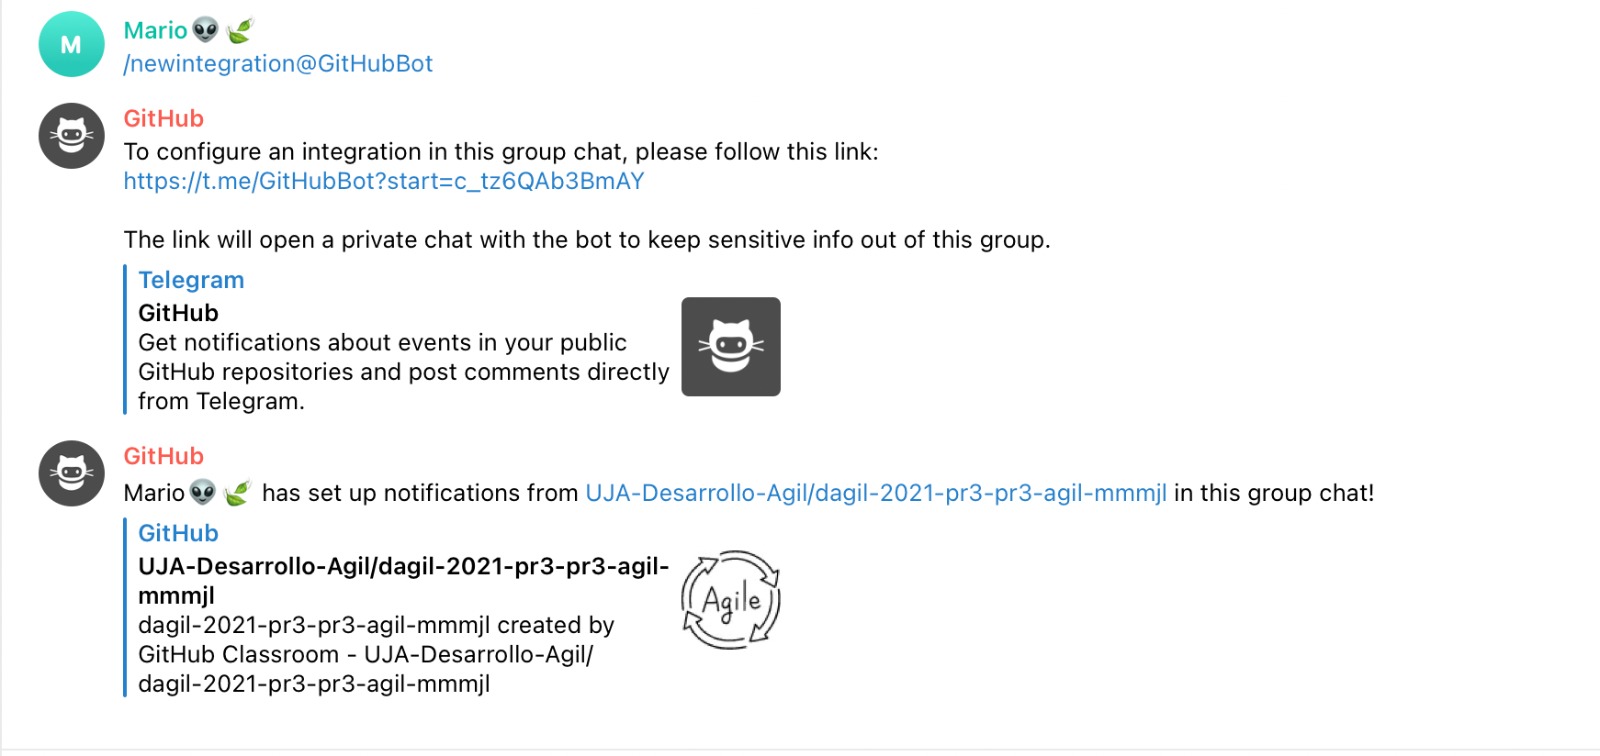 M
Mario👽🍃
/newintegration@GitHubBot
GitHub
To configure an integration in this group chat, please follow this link:
https://t.me/GitHubBot?start=c_tz6QAb3BmAY
The link will open a private chat with the bot to keep sensitive info out of this group.
Telegram
GitHub
Get notifications about events in your public
GitHub repositories and post comments directly
from Telegram.
GitHub
Mario👽🍃 has set up notifications from UJA-Desarrollo-Agil/dagil-2021-pr3-pr3-agil-mmmjl in this group chat!
GitHub
UJA-Desarrollo-Agil/dagil-2021-pr3-pr3-agil-
mmmjl
dagil-2021-pr3-pr3-agil-mmmjl created by
GitHub Classroom - UJA-Desarrollo-Agil/
dagil-2021-pr3-pr3-agil-mmmjl
Agile